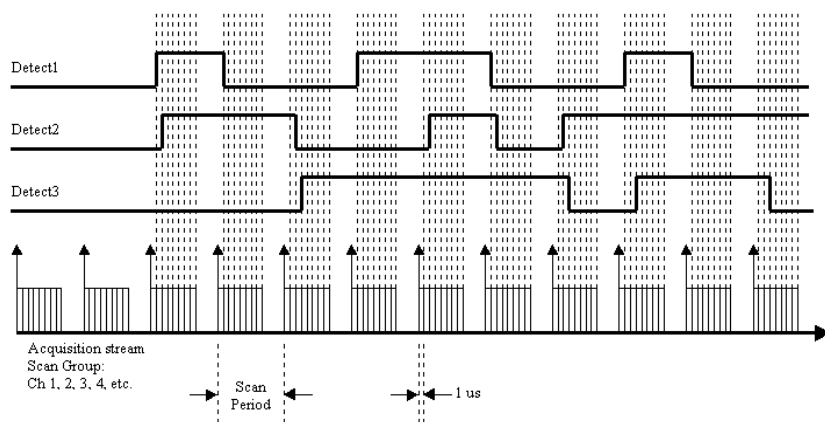 Detect1
Detect2
Detect3
Acquisition stream
Scan Group:
Ch 1, 2, 3, 4, etc.
Scan
Period
1 us